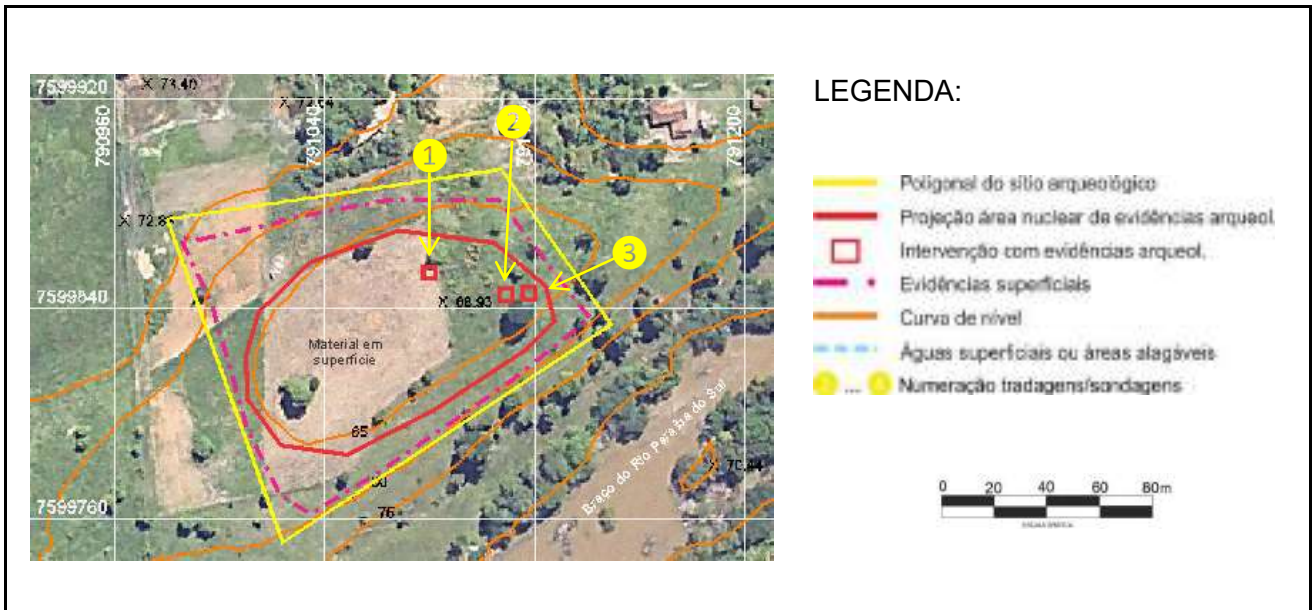 LEGENDA:
7599920
X 73.40
X 72.64
790960
791040
791200
1
2
3
X 72.8
7599840
X 68.93
Material em
superfície
65
75
7599760
Braço do Rio Paraíba do Sul
Poligonal do sítio arqueológico
Projeção área nuclear de evidências arqueol.
Intervenção com evidências arqueol.
Evidências superficiais
Curva de nível
Águas superficiais ou áreas alagáveis
... Numeração tradagens/sondagens
0 20 40 60 80m